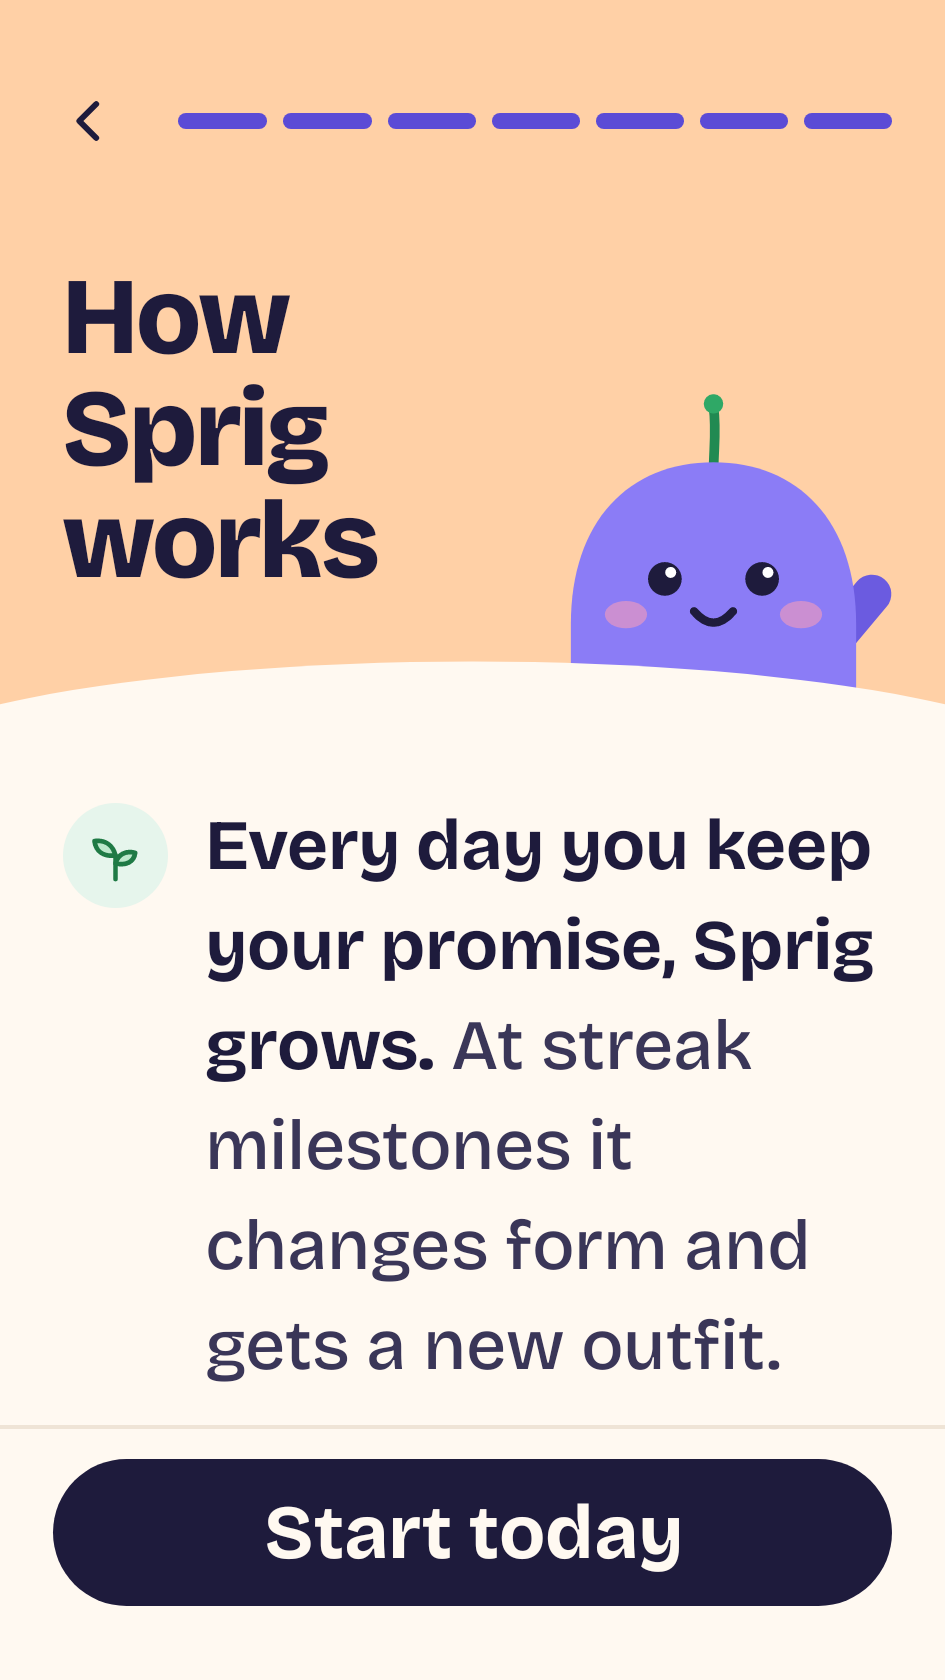 How
Sprig
works
Every day you keep
your promise, Sprig
grows. At streak
milestones it
changes form and
gets a new outfit.
Start today